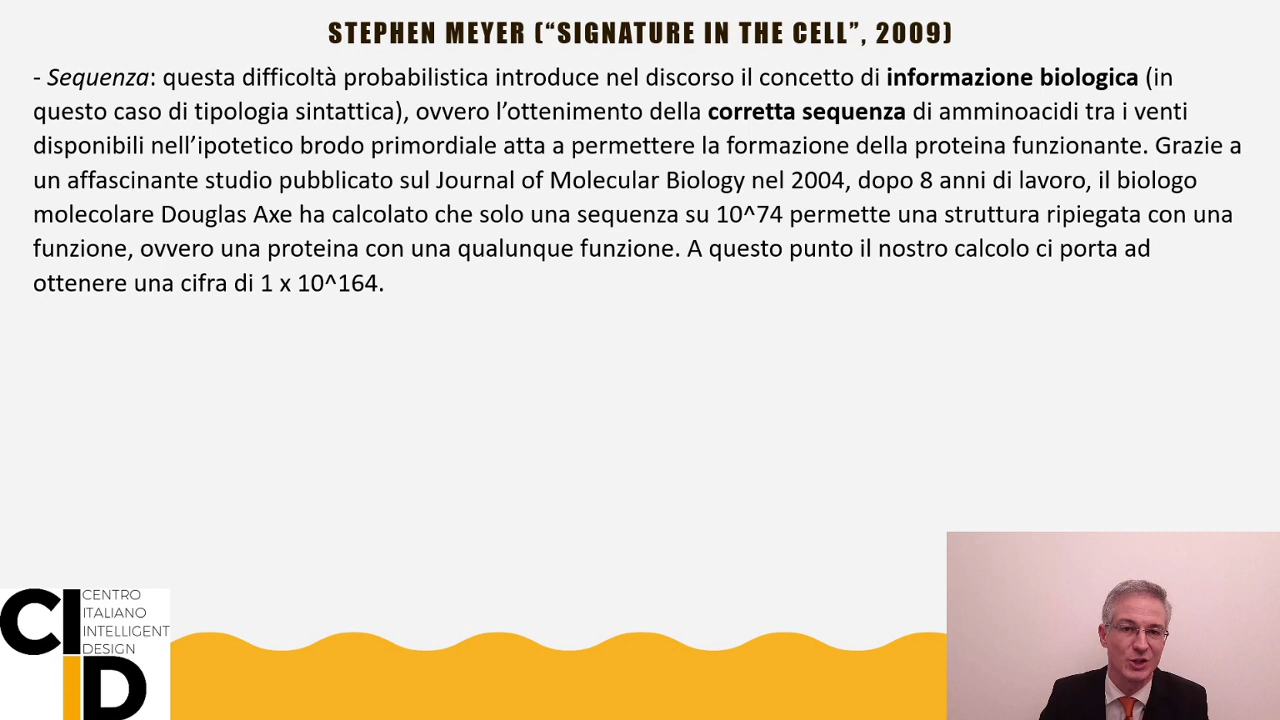 STEPHEN MEYER (“SIGNATURE IN THE CELL”, 2009)
- Sequenza: questa difficoltà probabilistica introduce nel discorso il concetto di informazione biologica (in
questo caso di tipologia sintattica), ovvero l’ottenimento della corretta sequenza di amminoacidi tra i venti
disponibili nell’ipotetico brodo primordiale atta a permettere la formazione della proteina funzionante. Grazie a
un affascinante studio pubblicato sul Journal of Molecular Biology nel 2004, dopo 8 anni di lavoro, il biologo
molecolare Douglas Axe ha calcolato che solo una sequenza su 10^74 permette una struttura ripiegata con una
funzione, ovvero una proteina con una qualunque funzione. A questo punto il nostro calcolo ci porta ad
ottenere una cifra di 1 x 10^164.
CI
CENTRO
ITALIANO
INTELLIGENT
DESIGN
ID